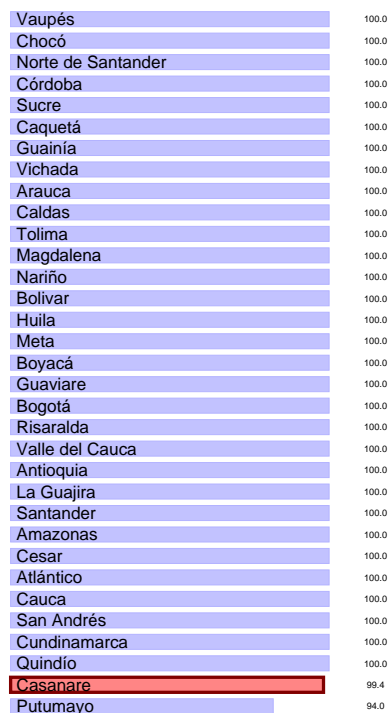 Vaupés 100.0
Chocó 100.0
Norte de Santander 100.0
Córdoba 100.0
Sucre 100.0
Caquetá 100.0
Guainía 100.0
Vichada 100.0
Arauca 100.0
Caldas 100.0
Tolima 100.0
Magdalena 100.0
Nariño 100.0
Bolivar 100.0
Huila 100.0
Meta 100.0
Boyacá 100.0
Guaviare 100.0
Bogotá 100.0
Risaralda 100.0
Valle del Cauca 100.0
Antioquia 100.0
La Guajira 100.0
Santander 100.0
Amazonas 100.0
Cesar 100.0
Atlántico 100.0
Cauca 100.0
San Andrés 100.0
Cundinamarca 100.0
Quindío 100.0
Casanare 99.4
Putumayo 94.0